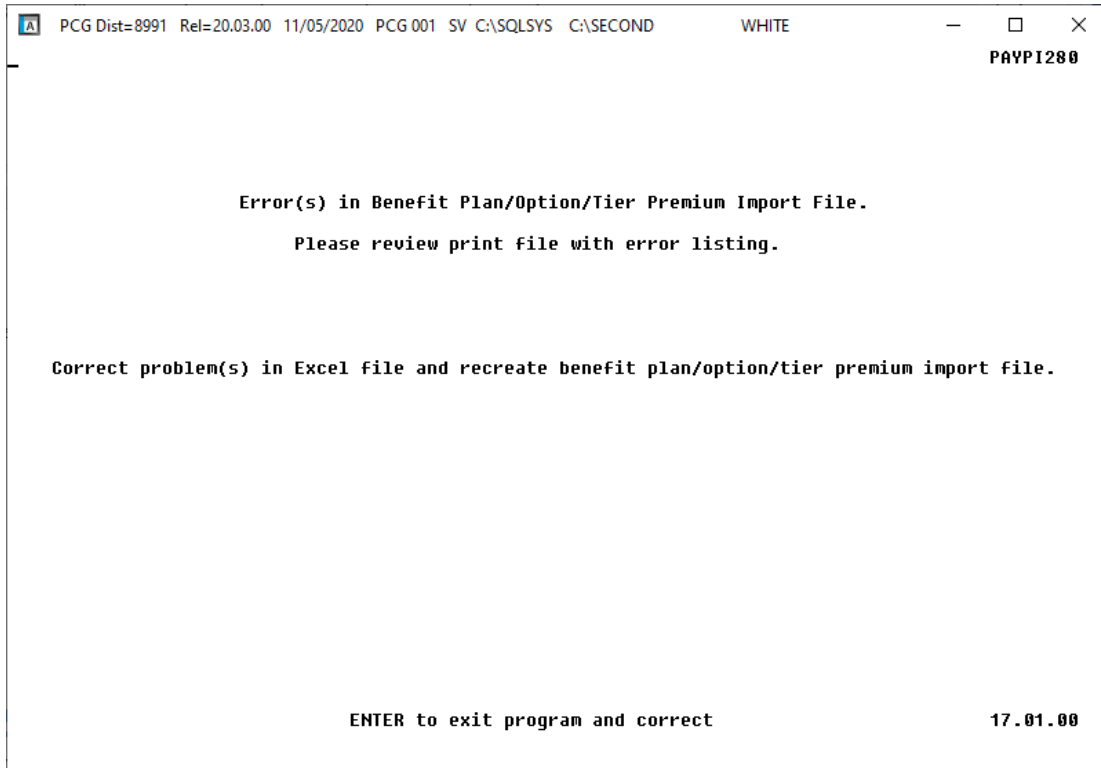 A PCG Dist=8991 Rel=20.03.00 11/05/2020 PCG 001 SV C:\SQLSYS C:\SECOND WHITE
PAYPI280
Error(s) in Benefit Plan/Option/Tier Premium Import File.
Please review print file with error listing.
Correct problem(s) in Excel file and recreate benefit plan/option/tier premium import file.
ENTER to exit program and correct 17.01.00